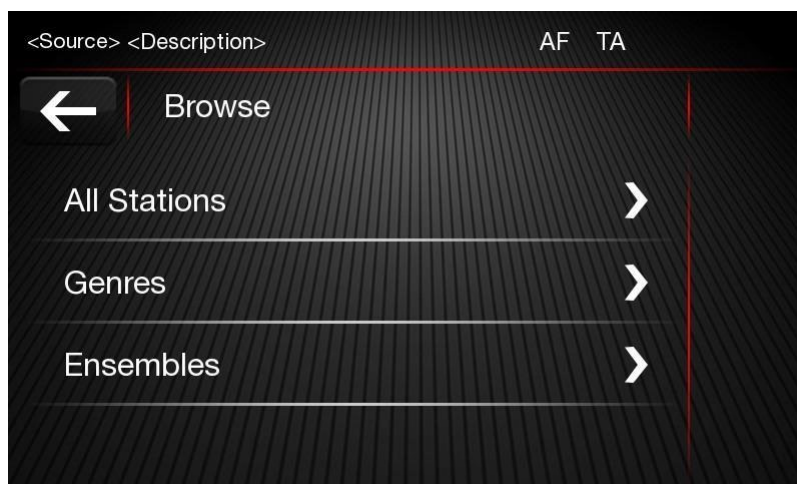 <Source> <Description> AF TA
Browse
All Stations
Genres
Ensembles